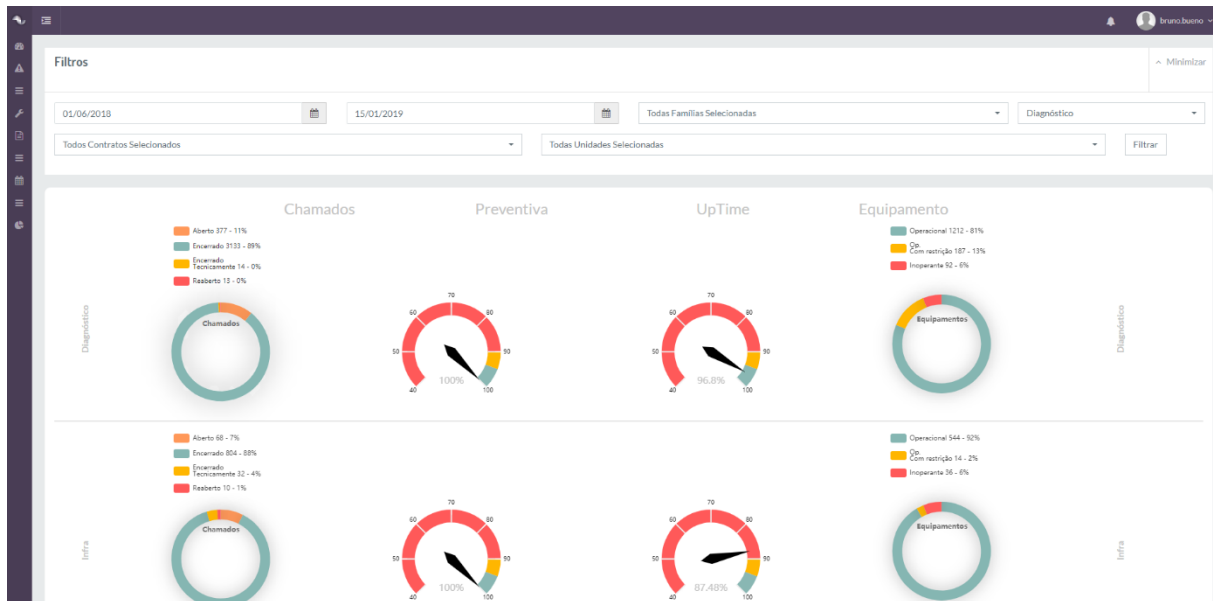 bruno.bueno
Filtros
Minimizar
01/06/2018
15/01/2019
Todas Famílias Selecionadas
Diagnóstico
Todos Contratos Selecionados
Todas Unidades Selecionadas
Filtrar
Chamados Preventiva UpTime Equipamento
Diagnóstico
Aberto 377 - 11%
Encerrado 3133 - 89%
Encerrado
Tecnicamente 14 - 0%
Reaberto 13 - 0%
Chamados
40
50
60
70
80
90
100
100%
40
50
60
70
80
90
100
96.8%
Operacional 1212 - 81%
Op.
Com restrição 187 - 13%
Inoperante 92 - 6%
Equipamentos
Diagnóstico
Infra
Aberto 68 - 7%
Encerrado 804 - 88%
Encerrado
Tecnicamente 32 - 4%
Reaberto 10 - 1%
Chamados
40
50
60
70
80
90
100
100%
40
50
60
70
80
90
100
87.48%
Operacional 544 - 92%
Op.
Com restrição 14 - 2%
Inoperante 36 - 6%
Equipamentos
Infra